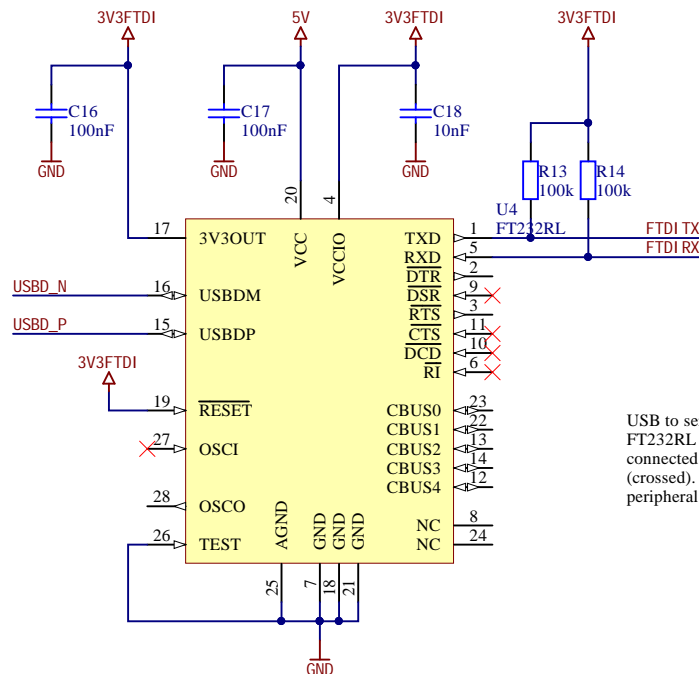 3V3FTDI
5V
3V3FTDI
3V3FTDI
C16
100nF
C17
100nF
C18
10nF
GND
GND
GND
R13
100k
R14
100k
U4
FT232RL
20
4
VCC
VCCIO
17
3V3OUT
USBD_N
16
USBDM
USBD_P
15
USBDP
3V3FTDI
19
RESET
27
OSCI
28
OSCO
26
TEST
TXD
1
FTDI TX
RXD
5
FTDI RX
DTR
2
DSR
9
RTS
3
CTS
11
DCD
10
RI
6
CBUS0
23
CBUS1
22
CBUS2
13
CBUS3
14
CBUS4
12
NC
8
NC
24
AGND
GND
GND
GND
25
7
18
21
GND
USB to se
FT232RL
connected
(crossed).
peripheral